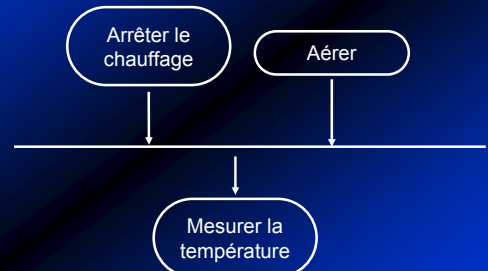 Arrêter le
chauffage
Aérer
Mesurer la
température